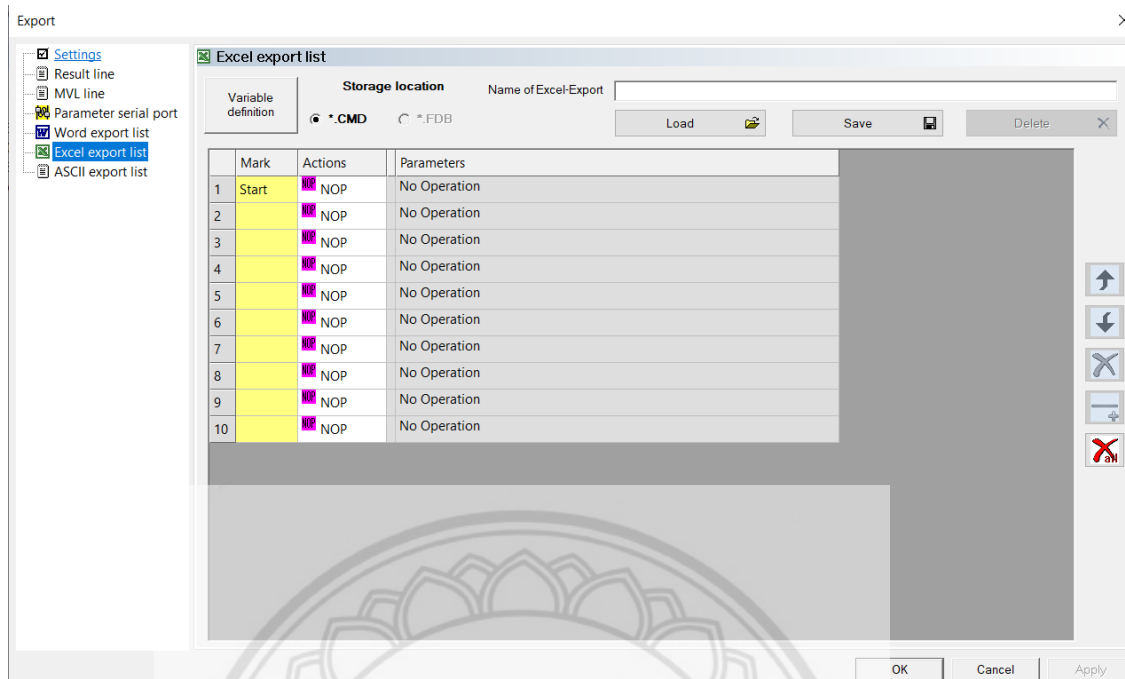 Export
Settings
Result line
MVL line
Parameter serial port
Word export list
Excel export list
ASCII export list
Excel export list
Variable definition
Storage location
*.CMD
*.FDB
Name of Excel-Export
Load
Save
Delete
Mark Actions Parameters
1 Start NOP NOP No Operation
2 NOP NOP No Operation
3 NOP NOP No Operation
4 NOP NOP No Operation
5 NOP NOP No Operation
6 NOP NOP No Operation
7 NOP NOP No Operation
8 NOP NOP No Operation
9 NOP NOP No Operation
10 NOP NOP No Operation
all
OK Cancel Apply